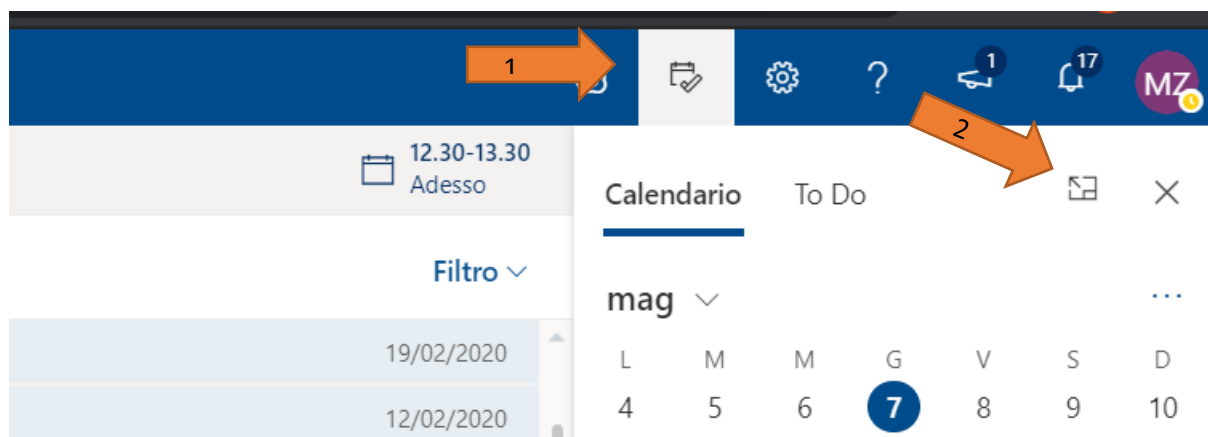 1
? 1 17 MZ
2
12.30-13.30
Adesso
Calendario To Do
Filtro
mag ...
19/02/2020
L M M G V S D
4 5 6 7 8 9 10
12/02/2020